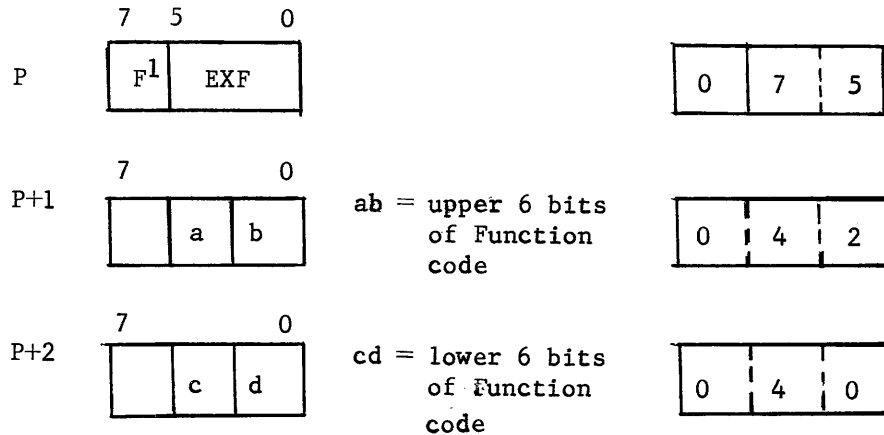 7 5 0
P F1 EXF 0 7 5
7 0
P+1 a b ab = upper 6 bits 0 4 2
of Function
code
7 0
P+2 c d cd = lower 6 bits 0 4 0
of Function
code